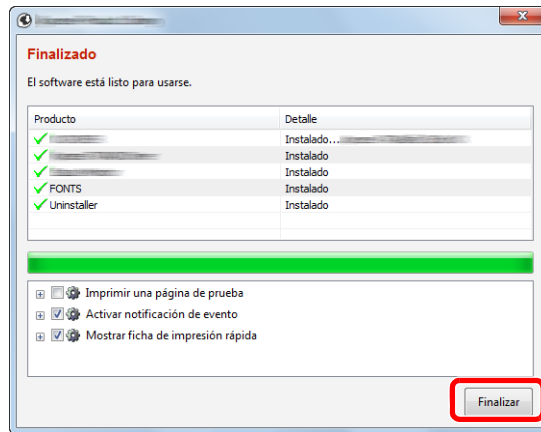 Finalizado
El software está listo para usarse.
Producto Detalle
Instalado...
Instalado
Instalado
FONTS Instalado
Uninstaller Instalado
Imprimir una página de prueba
Activar notificación de evento
Mostrar ficha de impresión rápida
Finalizar